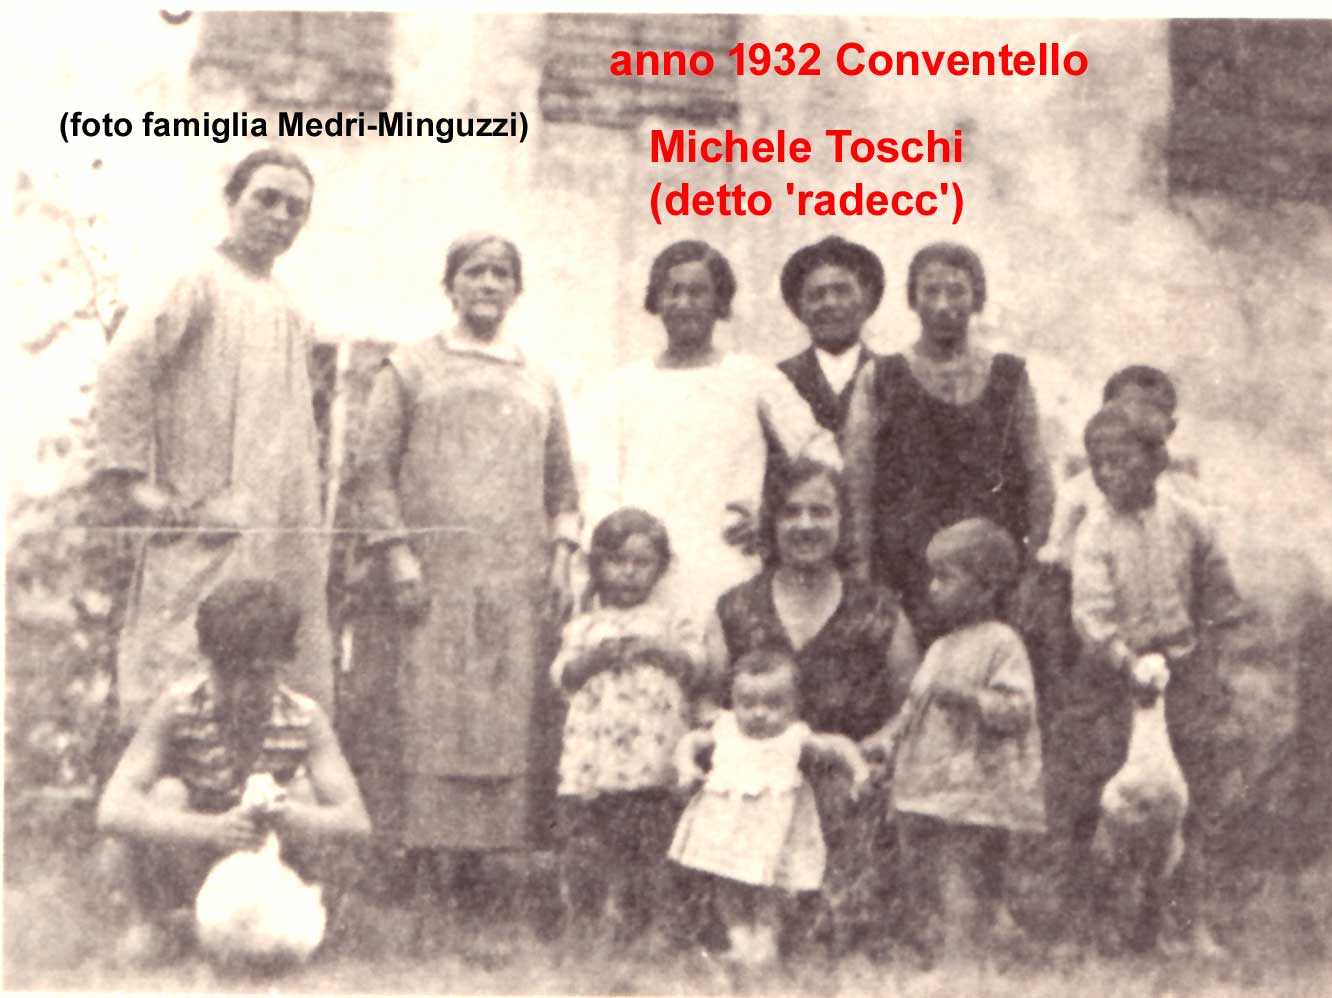 anno 1932 Conventello
(foto famiglia Medri-Minguzzi)
Michele Toschi
(detto 'radecc')